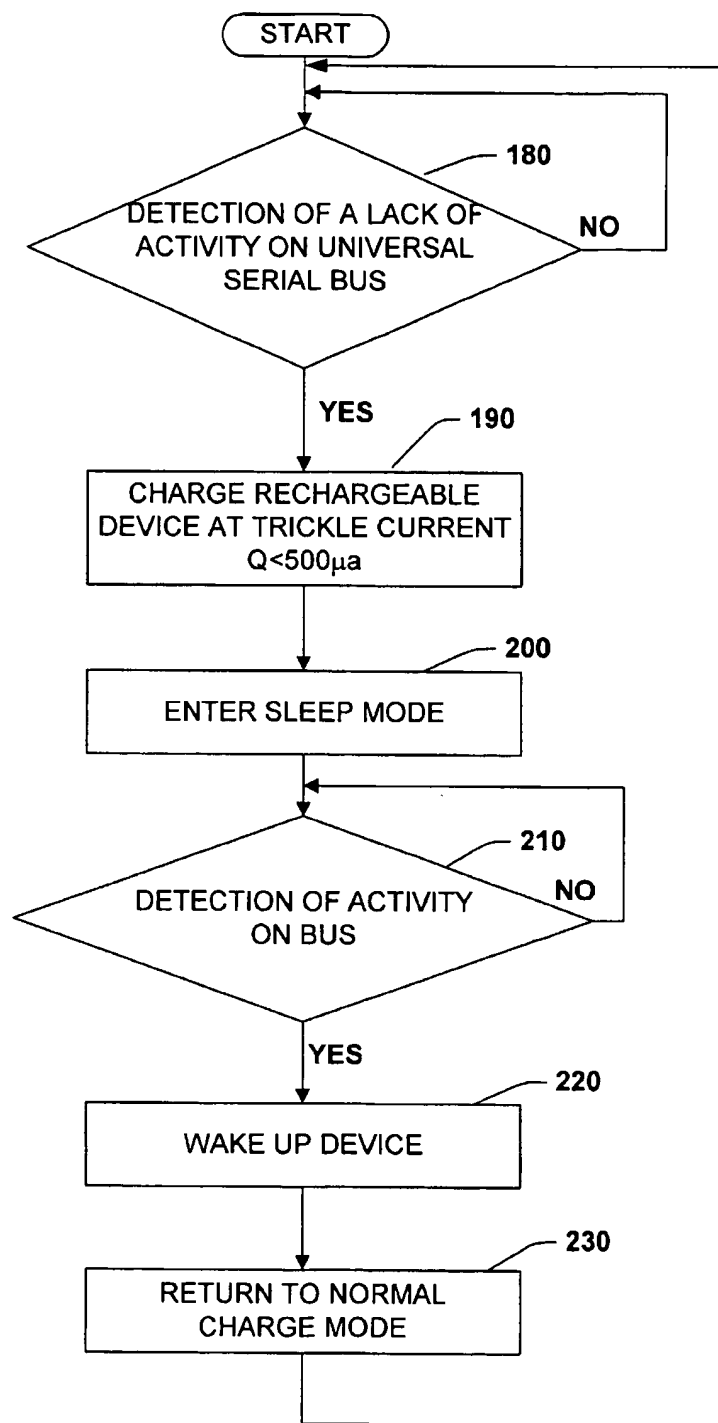 START
180
DETECTION OF A LACK OF
ACTIVITY ON UNIVERSAL
SERIAL BUS
NO
YES
190
CHARGE RECHARGEABLE
DEVICE AT TRICKLE CURRENT
Q<500µa
200
ENTER SLEEP MODE
210
DETECTION OF ACTIVITY
ON BUS
NO
YES
220
WAKE UP DEVICE
230
RETURN TO NORMAL
CHARGE MODE